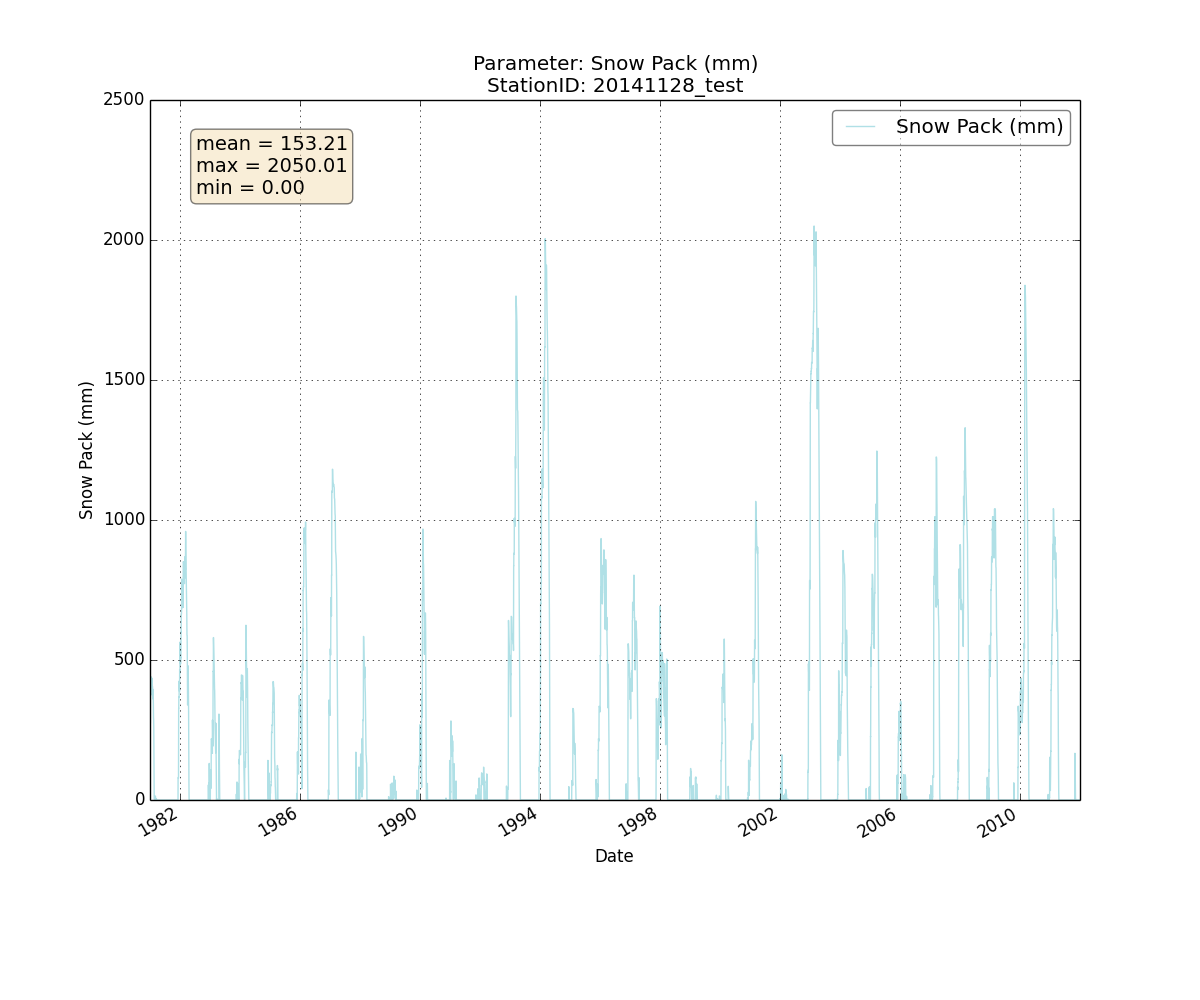 Parameter: Snow Pack (mm)
StationID: 20141128_test
2500
2000
1500
1000
500
0
Snow Pack (mm)
mean = 153.21
max = 2050.01
min = 0.00
Snow Pack (mm)
1982
1986
1990
1994
1998
2002
2006
2010
Date